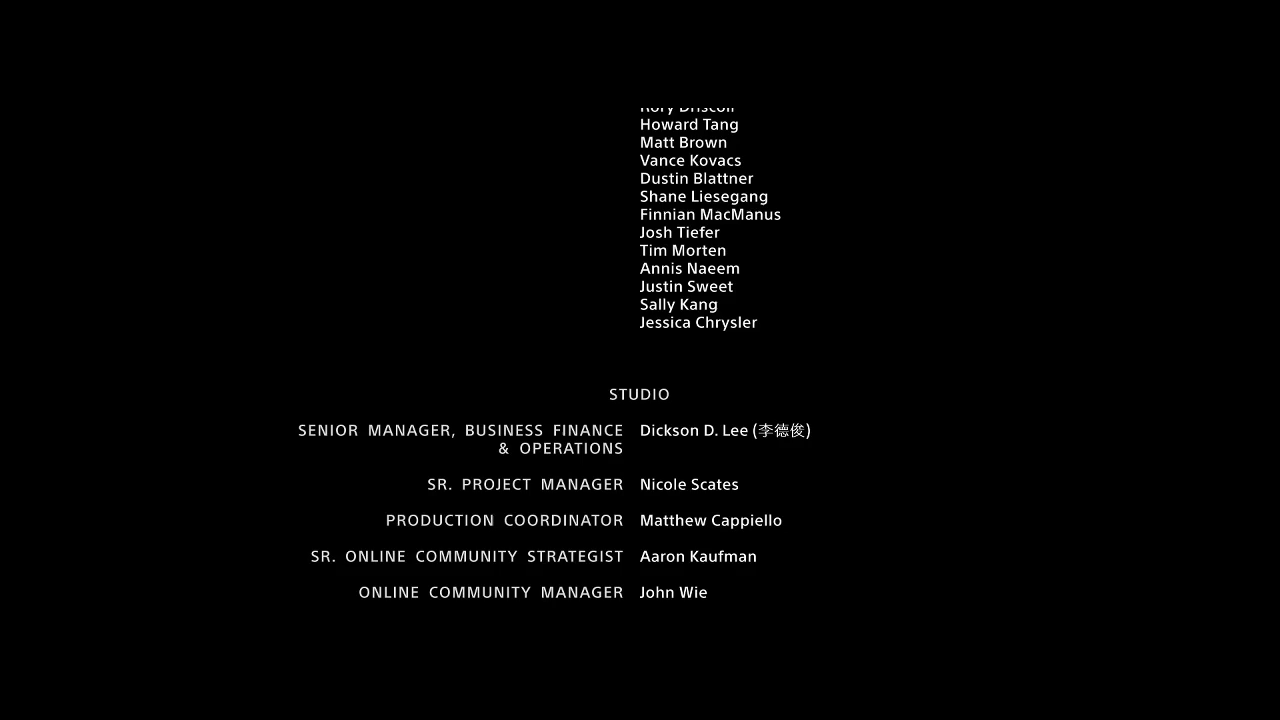 Rory Driscoll
Howard Tang
Matt Brown
Vance Kovacs
Dustin Blattner
Shane Liesegang
Finnian MacManus
Josh Tiefer
Tim Morten
Annis Naeem
Justin Sweet
Sally Kang
Jessica Chrysler
STUDIO
SENIOR MANAGER, BUSINESS FINANCE Dickson D. Lee (李德俊)
& OPERATIONS
SR. PROJECT MANAGER Nicole Scates
PRODUCTION COORDINATOR Matthew Cappiello
SR. ONLINE COMMUNITY STRATEGIST Aaron Kaufman
ONLINE COMMUNITY MANAGER John Wie